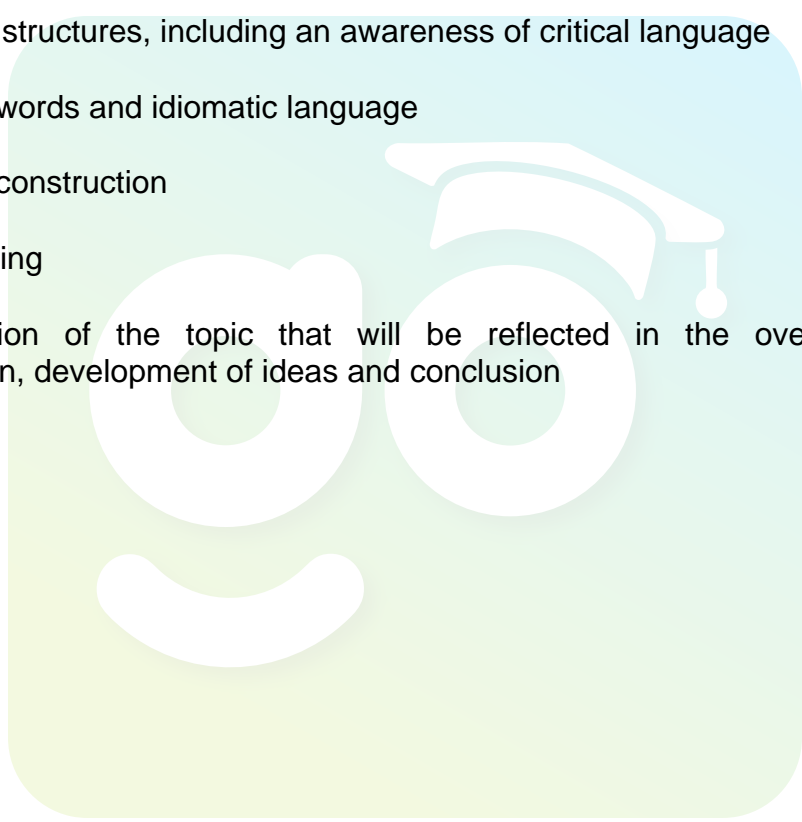 structures, including an awareness of critical language
words and idiomatic language
construction
ing
ion of the topic that will be reflected in the ove
n, development of ideas and conclusion
go